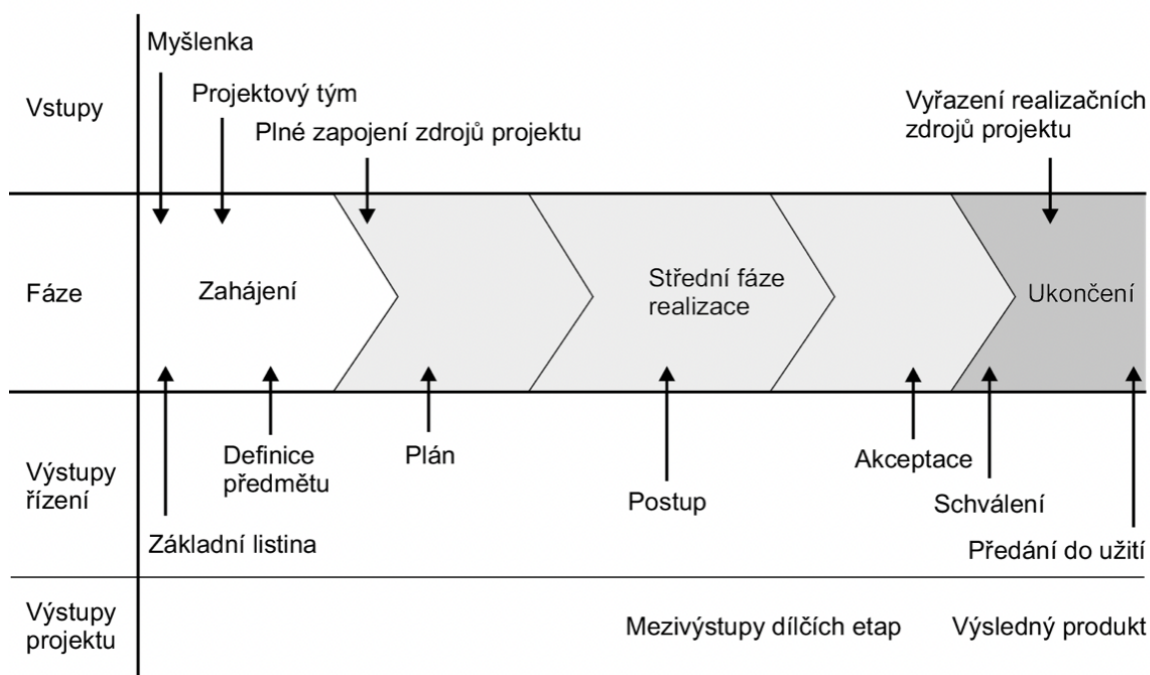 Myšlenka
Vstupy
Projektový tým
Plné zapojení zdrojů projektu
Vyřazení realizačních
zdrojů projektu
Fáze
Zahájení
Střední fáze
realizace
Ukončení
Výstupy
řízení
Definice
předmětu
Plán
Akceptace
Postup
Schválení
Základní listina
Předání do užití
Výstupy
projektu
Mezivýstupy dílčích etap
Výsledný produkt